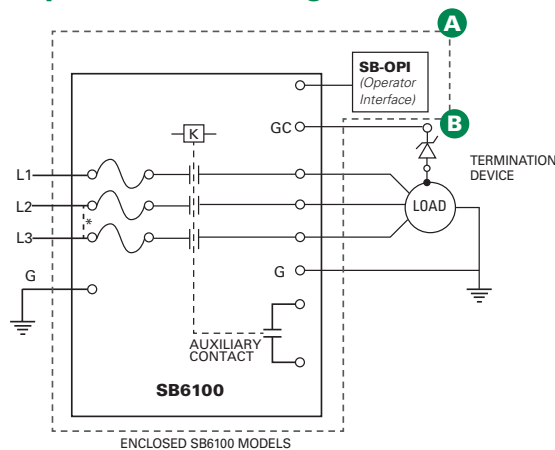 A
SB-OPI
(Operator
Interface)
B
K
GC
TERMINATION
DEVICE
L1
L2
*
L3
LOAD
G
G
AUXILIARY
CONTACT
SB6100
ENCLOSED SB6100 MODELS